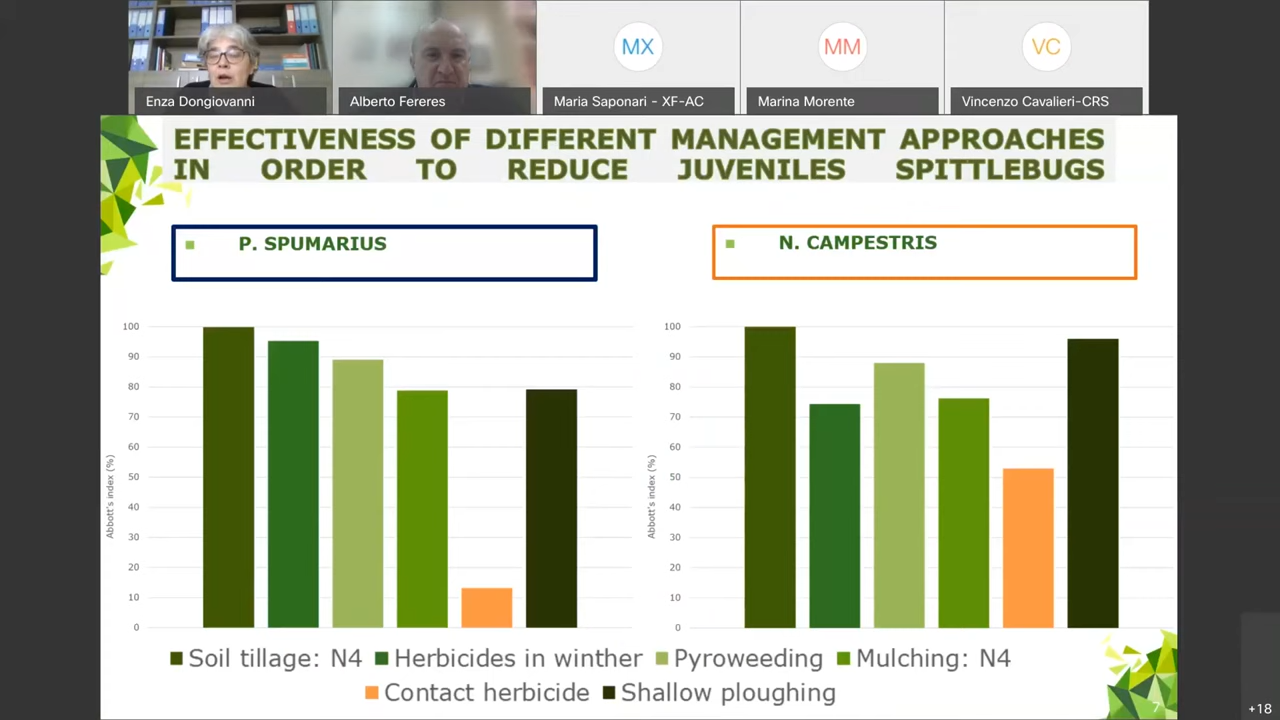 MX
MM
VC
Enza Dongiovanni
Alberto Fereres
Maria Saponari - XF-AC
Marina Morente
Vincenzo Cavalieri-CRS
EFFECTIVENESS OF DIFFERENT MANAGEMENT APPROACHES
IN ORDER TO REDUCE JUVENILES SPITTLEBUGS
P. SPUMARIUS
N. CAMPESTRIS
Abbott's index (%)
100
90
80
70
60
50
40
30
20
10
0
Abbott's index (%)
100
90
80
70
60
50
40
30
20
10
0
Soil tillage: N4 Herbicides in winther Pyroweeding Mulching: N4
Contact herbicide Shallow ploughing
7
+18